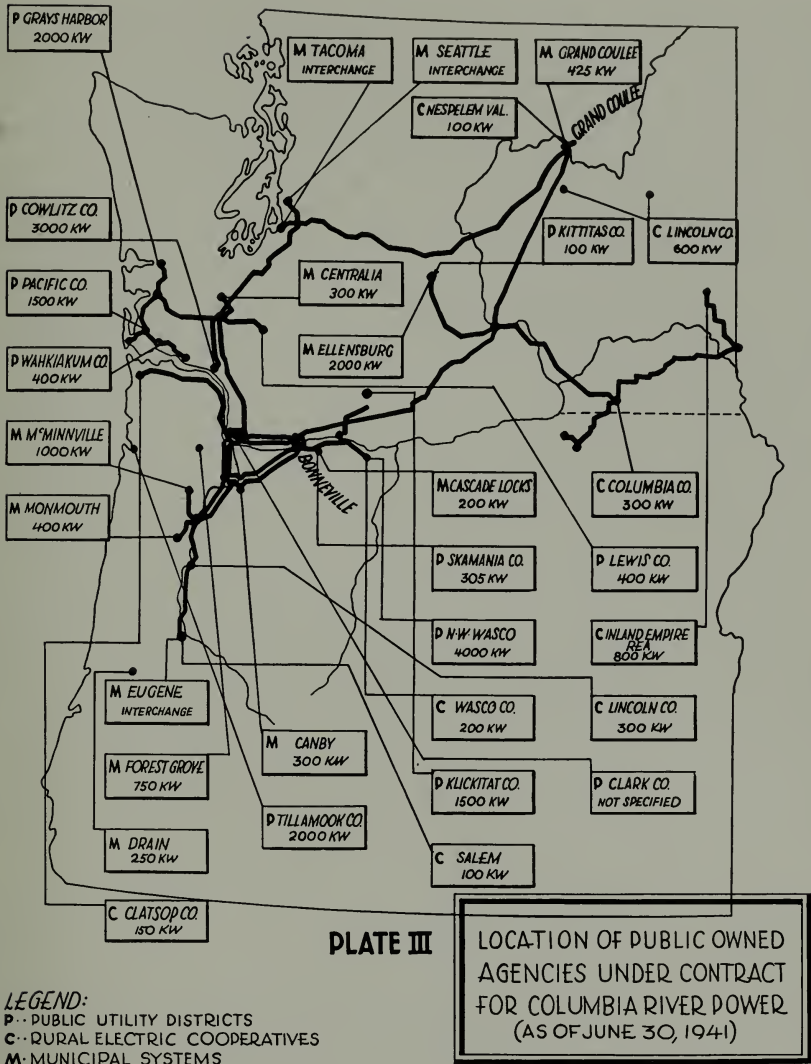 P GRAYS HARBOR
2000 KW
M TACOMA
INTERCHANGE
M SEATTLE
INTERCHANGE
M GRAND COULEE
425 KW
C NESPELEM VAL.
100 KW
GRAND COULEE
P COWLITZ CO.
3000 KW
P KITTITAS CO.
100 KW
C LINCOLN CO.
600 KW
P PACIFIC CO.
1500 KW
M CENTRALIA
300 KW
P WAHKIAKUM CO.
400 KW
M ELLENSBURG
2000 KW
M McMINNVILLE
1000 KW
BONNEVILLE
M CASCADE LOCKS
200 KW
C COLUMBIA CO.
300 KW
M MONMOUTH
400 KW
P SKAMANIA CO.
305 KW
P LEWIS CO.
400 KW
P N·W WASCO
4000 KW
C INLAND EMPIRE
REA
800 KW
M EUGENE
INTERCHANGE
C WASCO CO.
200 KW
C LINCOLN CO.
300 KW
M CANBY
300 KW
M FOREST GROVE
750 KW
P KLICKITAT CO.
1500 KW
P CLARK CO.
NOT SPECIFIED
P TILLAMOOK CO.
2000 KW
M DRAIN
250 KW
C SALEM
100 KW
C CLATSOP CO.
150 KW
PLATE III
LOCATION OF PUBLIC OWNED
AGENCIES UNDER CONTRACT
FOR COLUMBIA RIVER POWER
(AS OF JUNE 30, 1941)
LEGEND:
P·· PUBLIC UTILITY DISTRICTS
C·· RURAL ELECTRIC COOPERATIVES
M· MUNICIPAL SYSTEMS